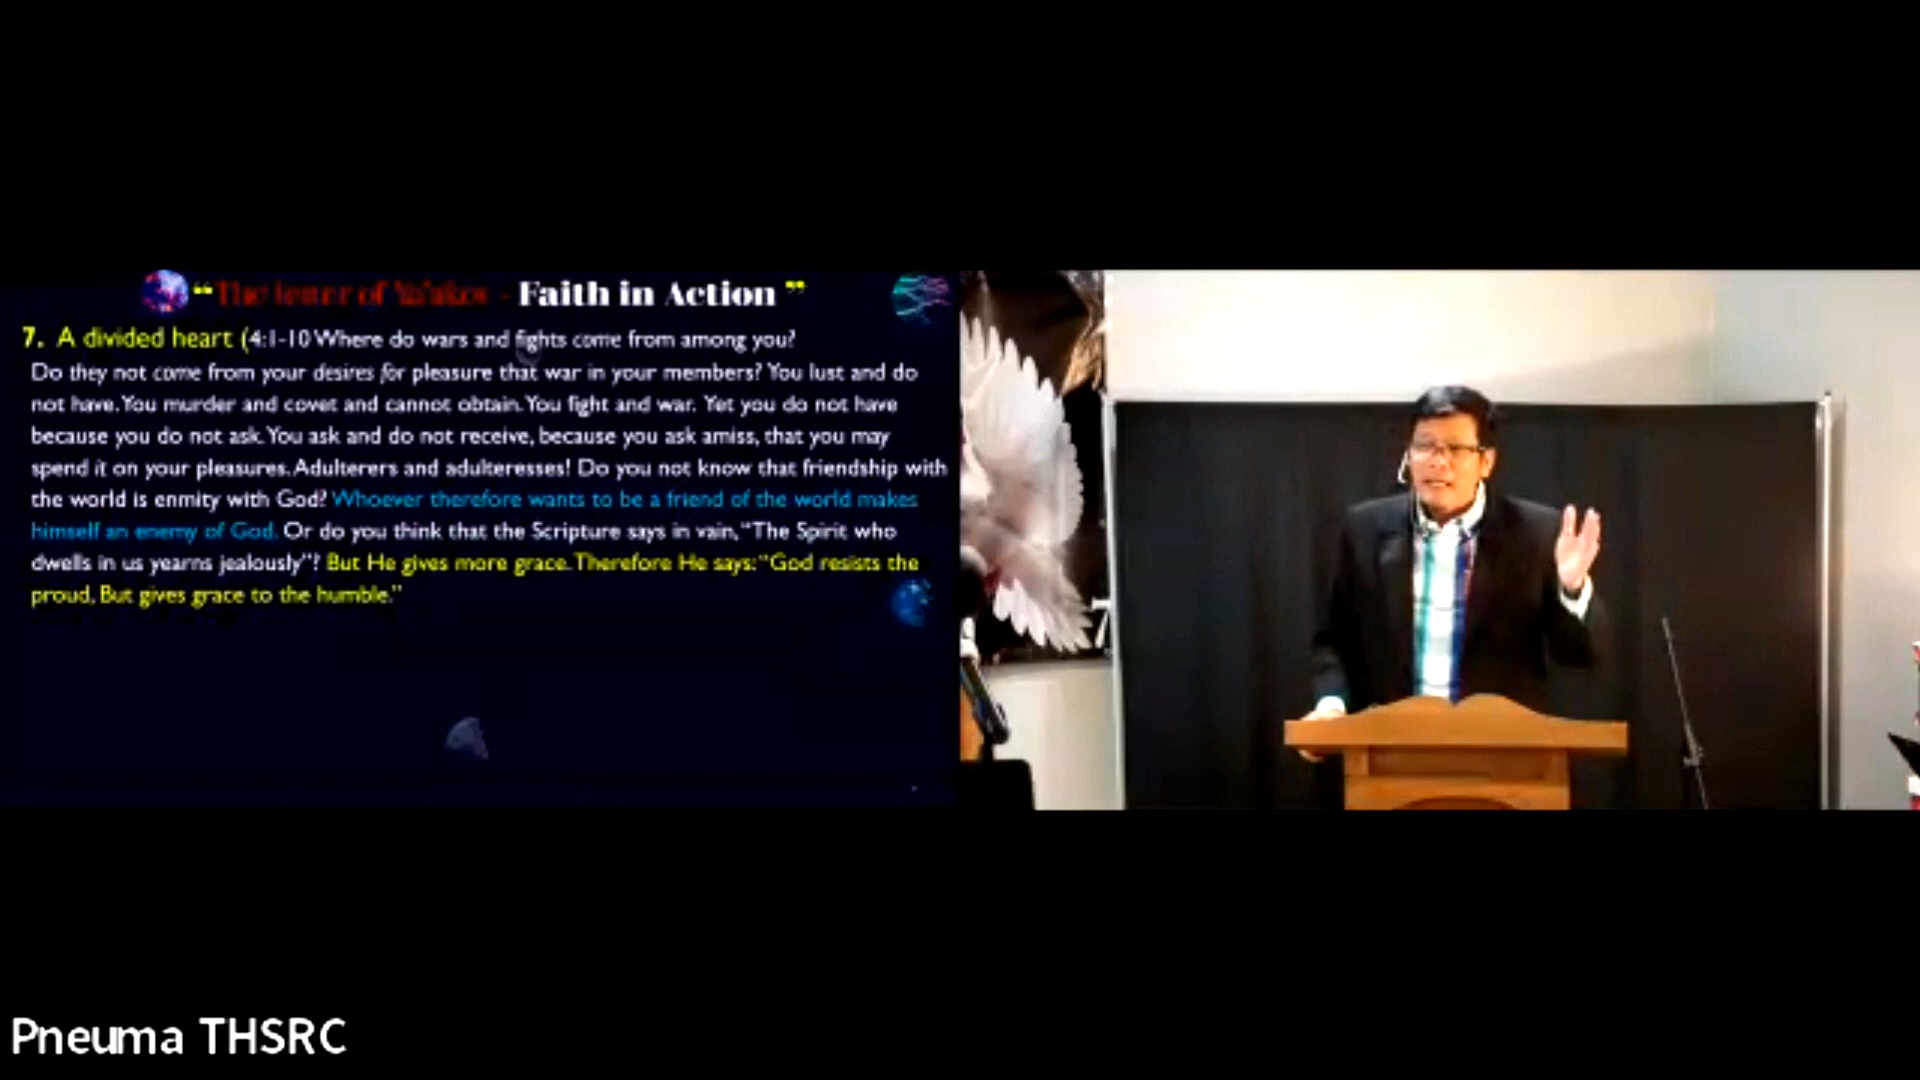 “The letter of Ya'akov - Faith in Action ”
7. A divided heart (4:1-10 Where do wars and fights come from among you?
Do they not come from your desires for pleasure that war in your members? You lust and do
not have. You murder and covet and cannot obtain. You fight and war. Yet you do not have
because you do not ask. You ask and do not receive, because you ask amiss, that you may
spend it on your pleasures. Adulterers and adulteresses! Do you not know that friendship with
the world is enmity with God? Whoever therefore wants to be a friend of the world makes
himself an enemy of God. Or do you think that the Scripture says in vain, “The Spirit who
dwells in us yearns jealously”? But He gives more grace. Therefore He says: “God resists the
proud, But gives grace to the humble.”
7
Pneuma THSRC